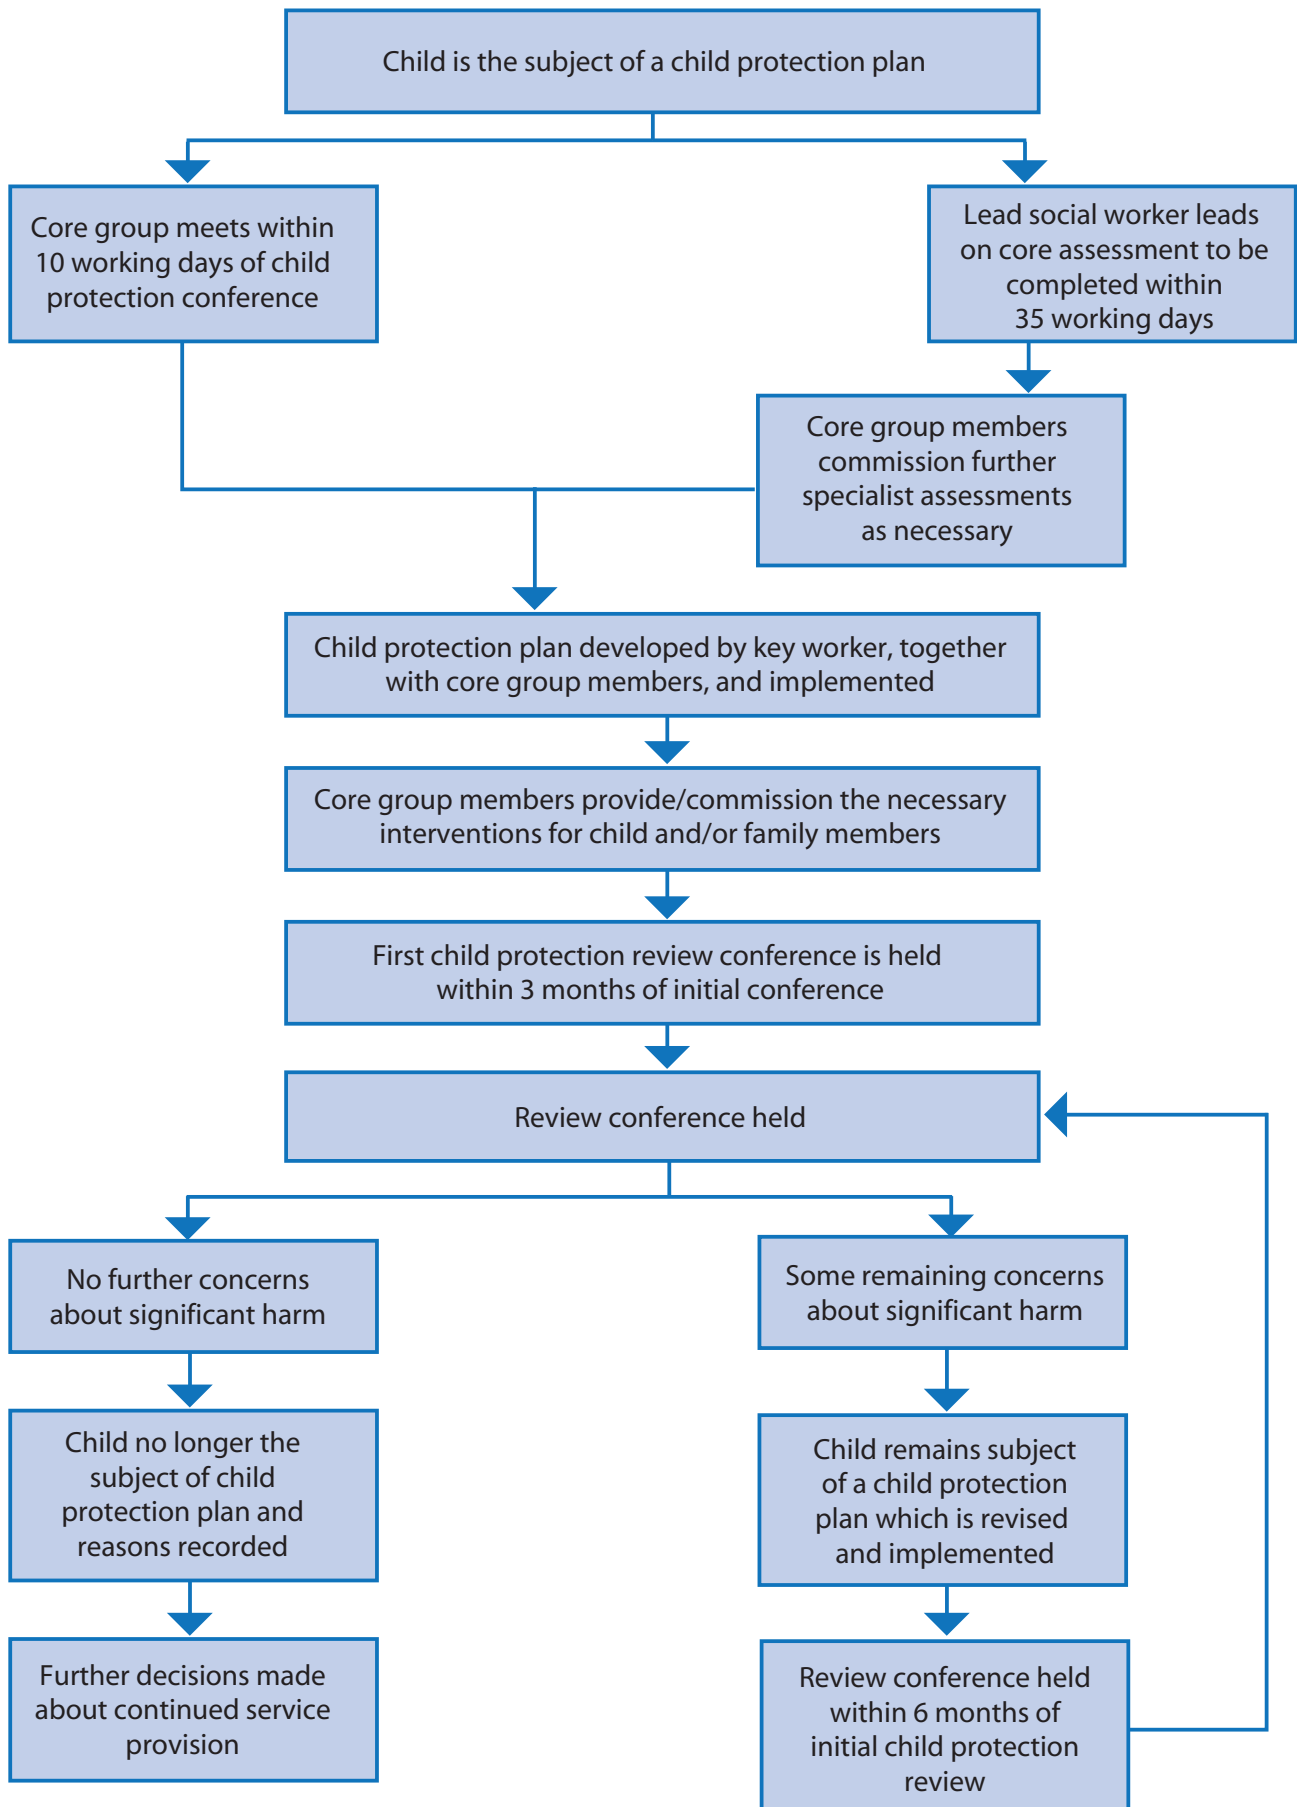 Child is the subject of a child protection plan
Core group meets within
10 working days of child
protection conference
Lead social worker leads
on core assessment to be
completed within
35 working days
Core group members
commission further
specialist assessments
as necessary
Child protection plan developed by key worker, together
with core group members, and implemented
Core group members provide/commission the necessary
interventions for child and/or family members
First child protection review conference is held
within 3 months of initial conference
Review conference held
No further concerns
about significant harm
Some remaining concerns
about significant harm
Child no longer the
subject of child
protection plan and
reasons recorded
Child remains subject
of a child protection
plan which is revised
and implemented
Further decisions made
about continued service
provision
Review conference held
within 6 months of
initial child protection
review